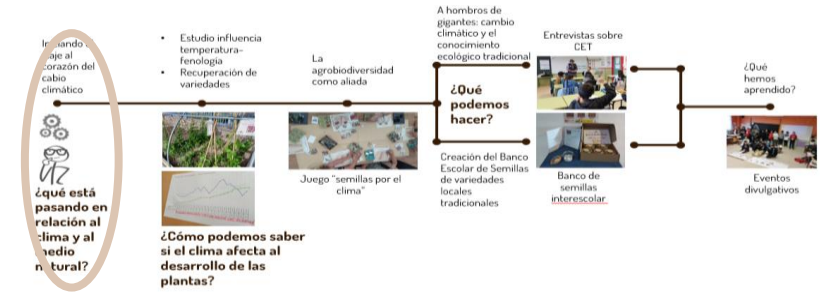 Iniciando
aje al
corazón del
cabio
climático
¿qué está
pasando en
relación al
clima y al
medio
natural?
• Estudio influencia
temperatura-
fenología
• Recuperación de
variedades
¿Cómo podemos saber
si el clima afecta al
desarrollo de las
plantas?
La
agrobiodiversidad
como aliada
Juego "semillas por el
clima"
A hombros de
gigantes: cambio
climático y el
conocimiento
ecológico tradicional
¿Qué
podemos
hacer?
Creación del Banco
Escolar de Semillas
de variedades
locales
tradicionales
Entrevistas sobre
CET
Banco de
semillas
interescolar
¿Qué
hemos
aprendido?
Eventos
divulgativos